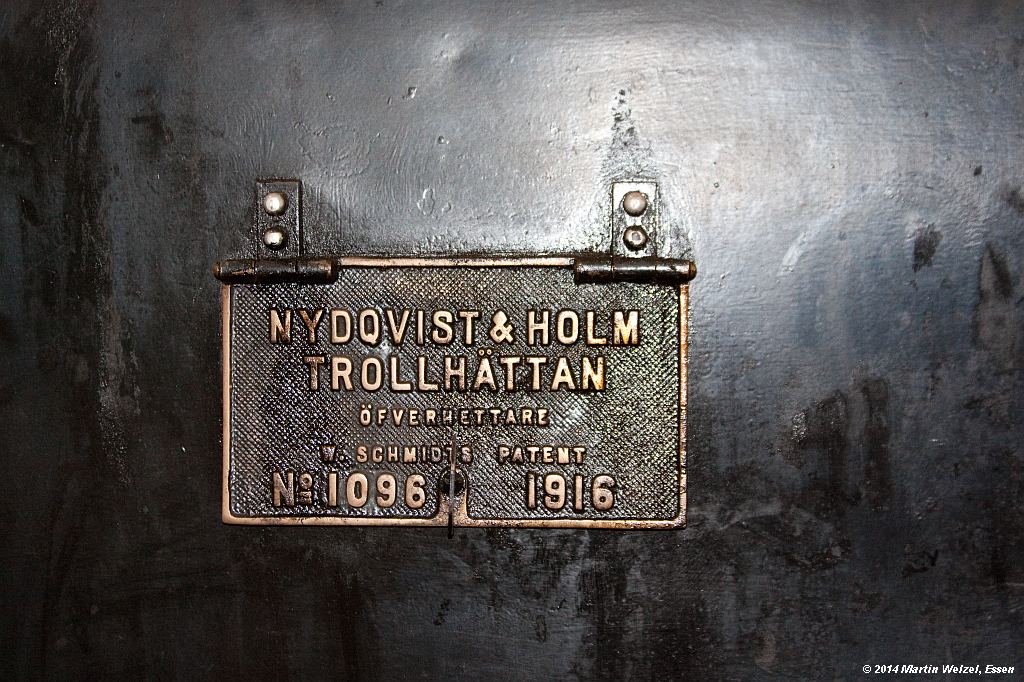 NYDQVIST & HOLM
TROLLHÄTTAN
ÖFVERHETTARE
W. SCHMIDTS PATENT
No 1096 1916
© 2014 Martin Welzel, Essen